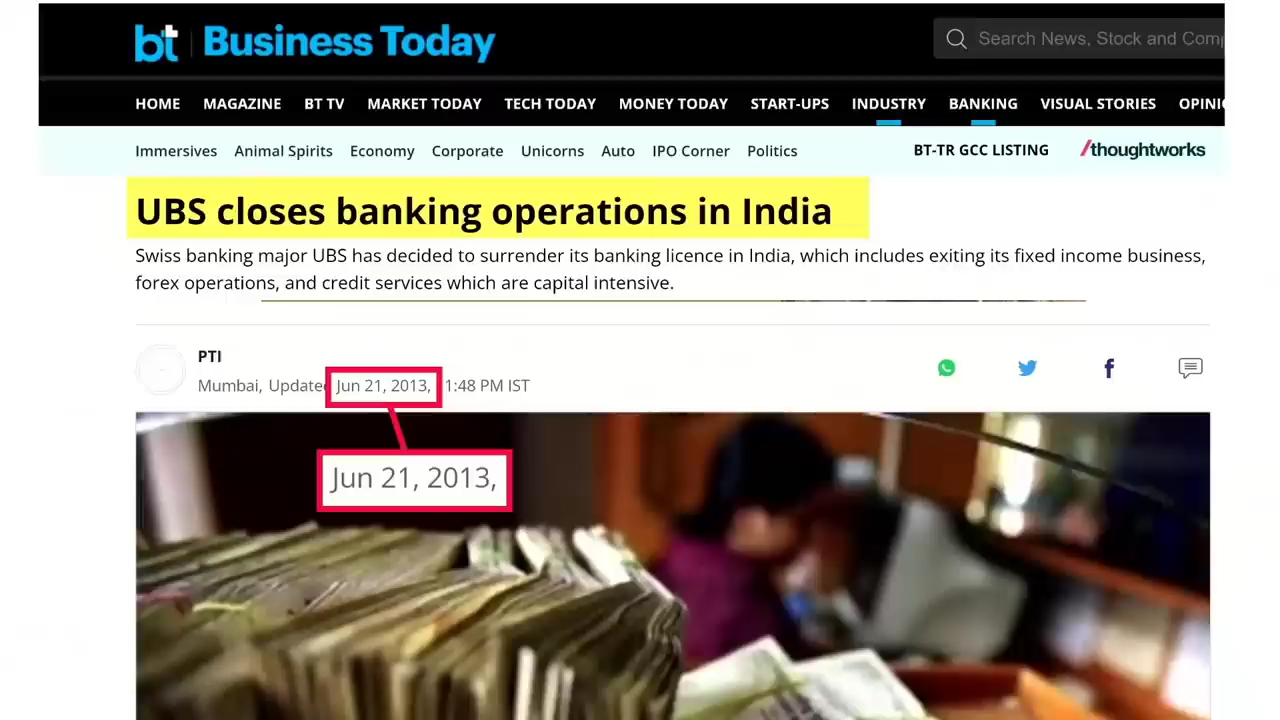 bt Business Today
Search News, Stock and Comp
HOME MAGAZINE BT TV MARKET TODAY TECH TODAY MONEY TODAY START-UPS INDUSTRY BANKING VISUAL STORIES OPINI
Immersives Animal Spirits Economy Corporate Unicorns Auto IPO Corner Politics BT-TR GCC LISTING /thoughtworks
UBS closes banking operations in India
Swiss banking major UBS has decided to surrender its banking licence in India, which includes exiting its fixed income business,
forex operations, and credit services which are capital intensive.
PTI
Mumbai, Updated Jun 21, 2013, 1:48 PM IST
Jun 21, 2013,